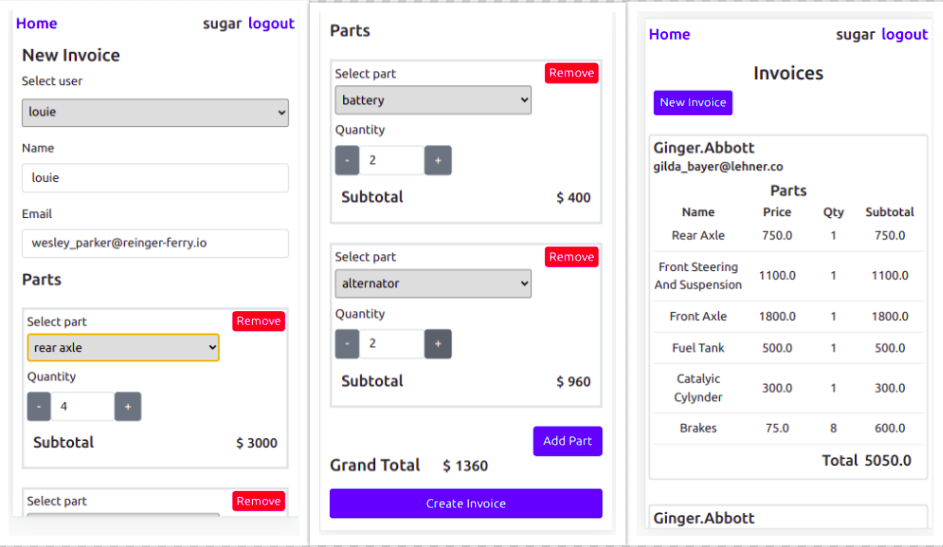 Home sugar logout
New Invoice
Select user
louie
Name
louie
Email
wesley_parker@reinger-ferry.io
Parts
Select part Remove
rear axle
Quantity
- 4 +
Subtotal $ 3000
Select part Remove
Parts
Select part Remove
battery
Quantity
- 2 +
Subtotal $ 400
Select part Remove
alternator
Quantity
- 2 +
Subtotal $ 960
Add Part
Grand Total $ 1360
Create Invoice
Home sugar logout
Invoices
New Invoice
Ginger.Abbott
gilda_bayer@lehner.co
Parts
Name Price Qty Subtotal
Rear Axle 750.0 1 750.0
Front Steering
And Suspension 1100.0 1 1100.0
Front Axle 1800.0 1 1800.0
Fuel Tank 500.0 1 500.0
Catalyic
Cylynder 300.0 1 300.0
Brakes 75.0 8 600.0
Total 5050.0
Ginger.Abbott